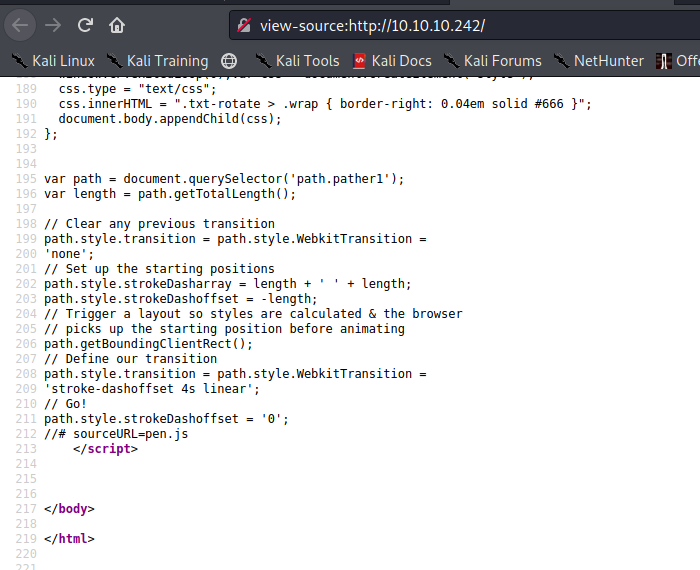 view-source:http://10.10.10.242/
Kali Linux Kali Training Kali Tools Kali Docs Kali Forums NetHunter Offe
189 css.type = "text/css";
190 css.innerHTML = ".txt-rotate > .wrap { border-right: 0.04em solid #666 }";
191 document.body.appendChild(css);
192 };
193
194
195 var path = document.querySelector('path.pather1');
196 var length = path.getTotalLength();
197
198 // Clear any previous transition
199 path.style.transition = path.style.WebkitTransition =
200 'none';
201 // Set up the starting positions
202 path.style.strokeDasharray = length + ' ' + length;
203 path.style.strokeDashoffset = -length;
204 // Trigger a layout so styles are calculated & the browser
205 // picks up the starting position before animating
206 path.getBoundingClientRect();
207 // Define our transition
208 path.style.transition = path.style.WebkitTransition =
209 'stroke-dashoffset 4s linear';
210 // Go!
211 path.style.strokeDashoffset = '0';
212 //# sourceURL=pen.js
213 </script>
214
215
216
217 </body>
218
219 </html>
220
221